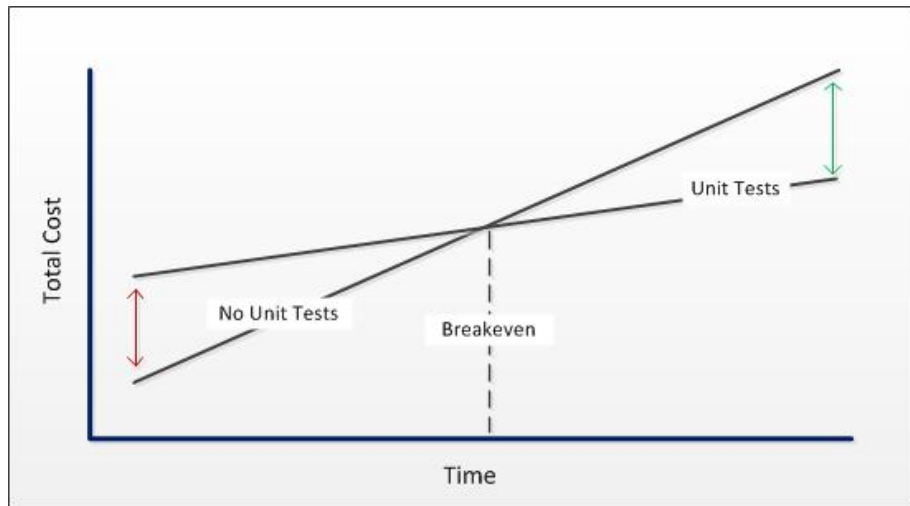 Total Cost
Unit Tests
No Unit Tests
Breakeven
Time